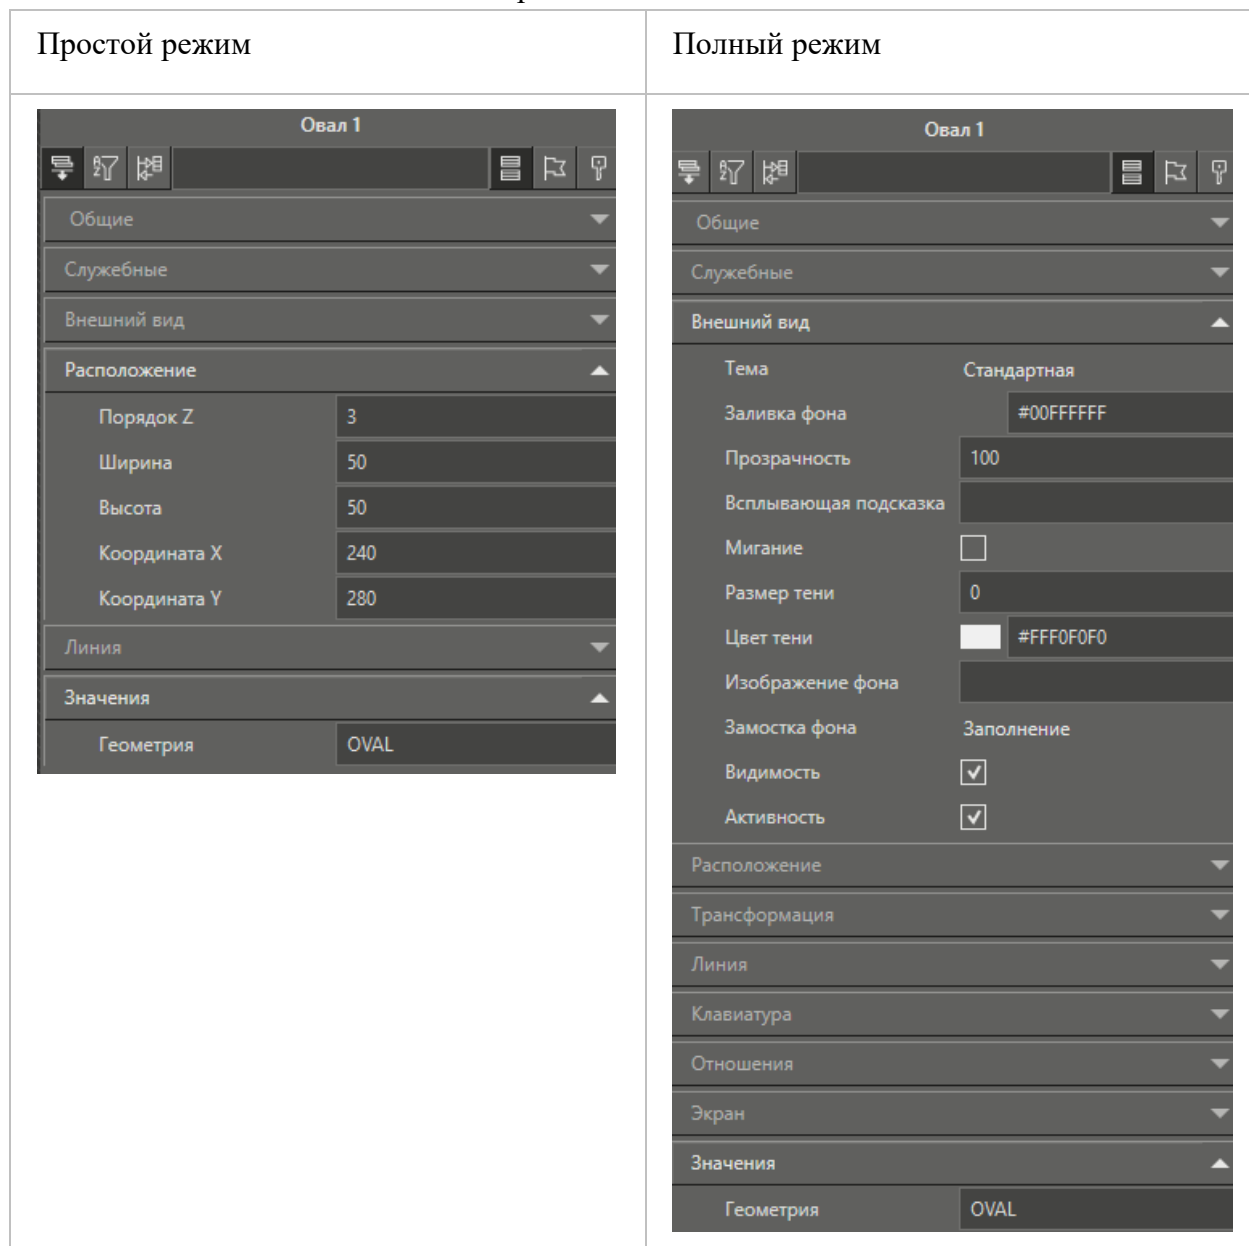 Простой режим
Полный режим
Овал 1
Общие
Служебные
Внешний вид
Расположение
Порядок Z 3
Ширина 50
Высота 50
Координата X 240
Координата Y 280
Линия
Значения
Геометрия OVAL
Овал 1
Общие
Служебные
Внешний вид
Тема Стандартная
Заливка фона #00FFFFFF
Прозрачность 100
Всплывающая подсказка
Мигание
Размер тени 0
Цвет тени #FFF0F0F0
Изображение фона
Замостка фона Заполнение
Видимость
Активность
Расположение
Трансформация
Линия
Клавиатура
Отношения
Экран
Значения
Геометрия OVAL